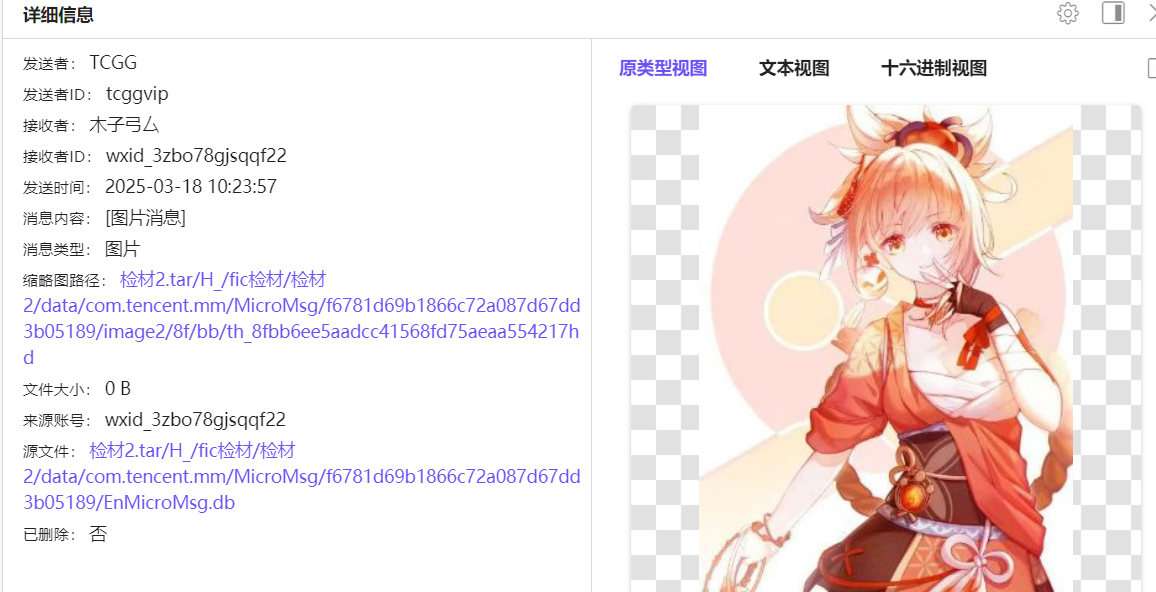 详细信息
发送者： TCGG
发送者ID： tcggvip
接收者： 木子弓厶
接收者ID： wxid_3zbo78gjsqqf22
发送时间： 2025-03-18 10:23:57
消息内容： [图片消息]
消息类型： 图片
缩略图路径： 检材2.tar/H_/fic检材/检材
2/data/com.tencent.mm/MicroMsg/f6781d69b1866c72a087d67dd
3b05189/image2/8f/bb/th_8fbb6ee5aadcc41568fd75aeaa554217h
d
文件大小： 0 B
来源账号： wxid_3zbo78gjsqqf22
源文件： 检材2.tar/H_/fic检材/检材
2/data/com.tencent.mm/MicroMsg/f6781d69b1866c72a087d67dd
3b05189/EnMicroMsg.db
已删除： 否
原类型视图 文本视图 十六进制视图